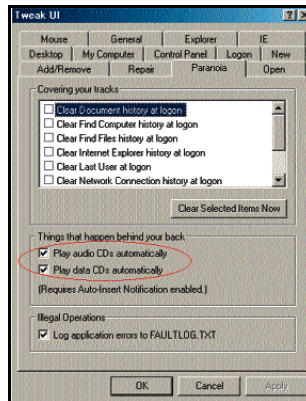 Tweak UI
Mouse General Explorer IE
Desktop My Computer Control Panel Logon New
Add/Remove Repair Paranoia Open
Covering your tracks
Clear Document history at logon
Clear Find Computer history at logon
Clear Find Files history at logon
Clear Internet Explorer history at logon
Clear Last User at logon
Clear Network Connection history at logon
Clear Selected Items Now
Things that happen behind your back
Play audio CDs automatically
Play data CDs automatically
(Requires Auto-Insert Notification enabled.)
Illegal Operations
Log application errors to FAULTLOG.TXT
OK Cancel Apply